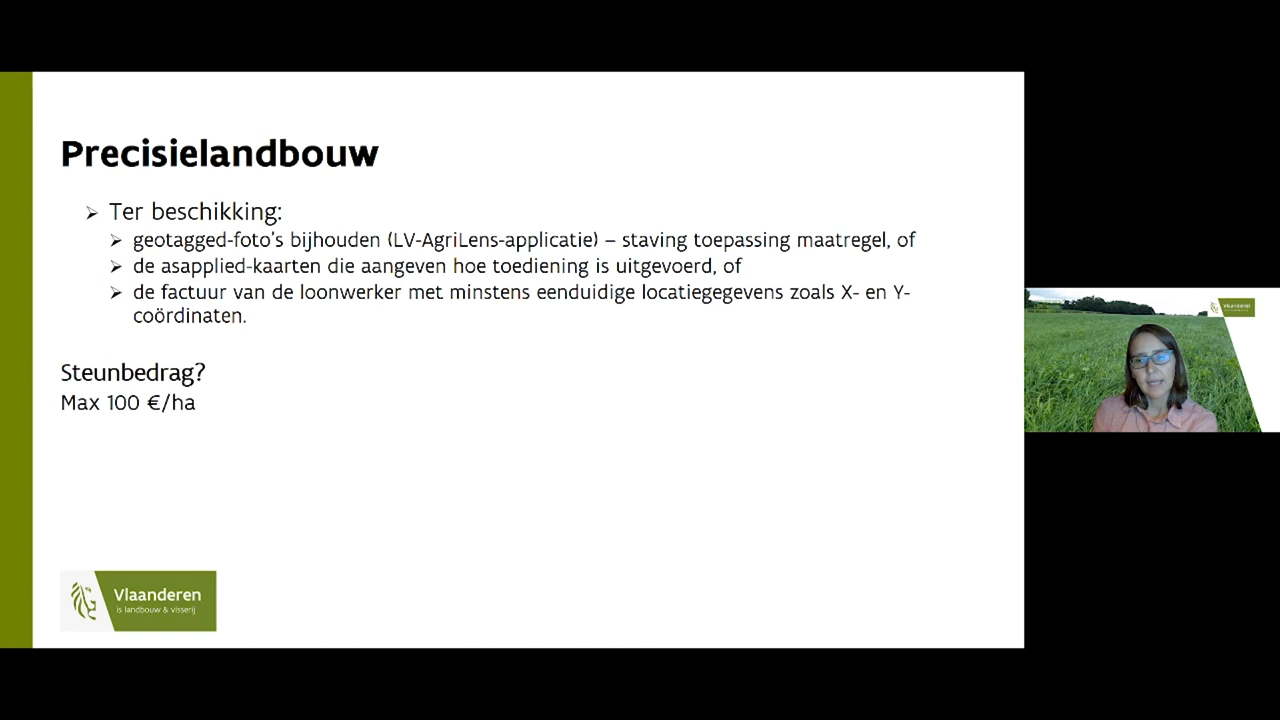 Precisielandbouw
➢ Ter beschikking:
➢ geotagged-foto's bijhouden (LV-AgriLens-applicatie) – staving toepassing maatregel, of
➢ de asapplied-kaarten die aangeven hoe toediening is uitgevoerd, of
➢ de factuur van de loonwerker met minstens eenduidige locatiegegevens zoals X- en Y-
coördinaten.
Steunbedrag?
Max 100 €/ha
Vlaanderen
is landbouw & visserij
Vlaanderen